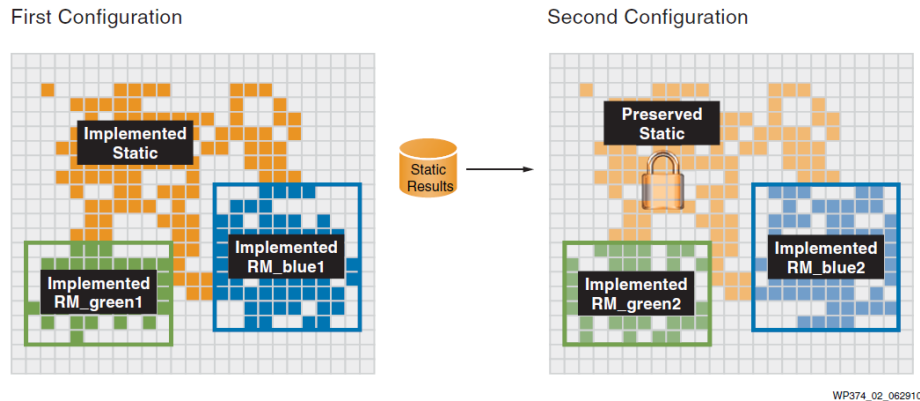 First Configuration
Second Configuration
Implemented
Static
Implemented
RM_blue1
Implemented
RM_green1
Static
Results
Preserved
Static
Implemented
RM_blue2
Implemented
RM_green2
WP374_02_062910